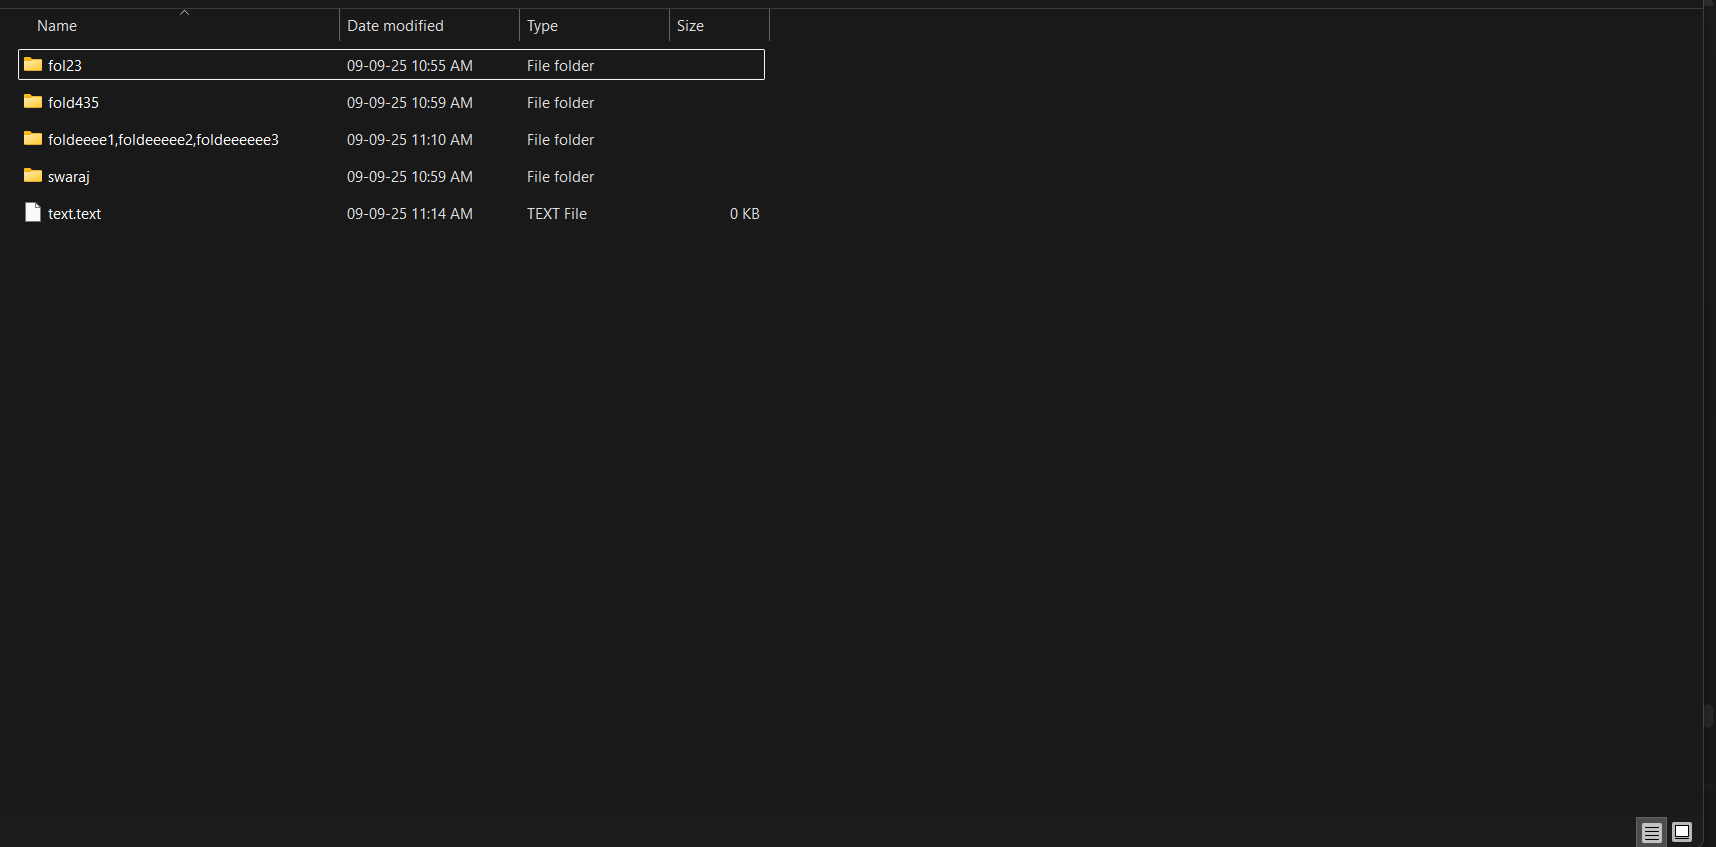 Name Date modified Type Size
fol23 09-09-25 10:55 AM File folder
fold435 09-09-25 10:59 AM File folder
foldeeee1,foldeeeee2,foldeeeeee3 09-09-25 11:10 AM File folder
swaraj 09-09-25 10:59 AM File folder
text.text 09-09-25 11:14 AM TEXT File 0 KB